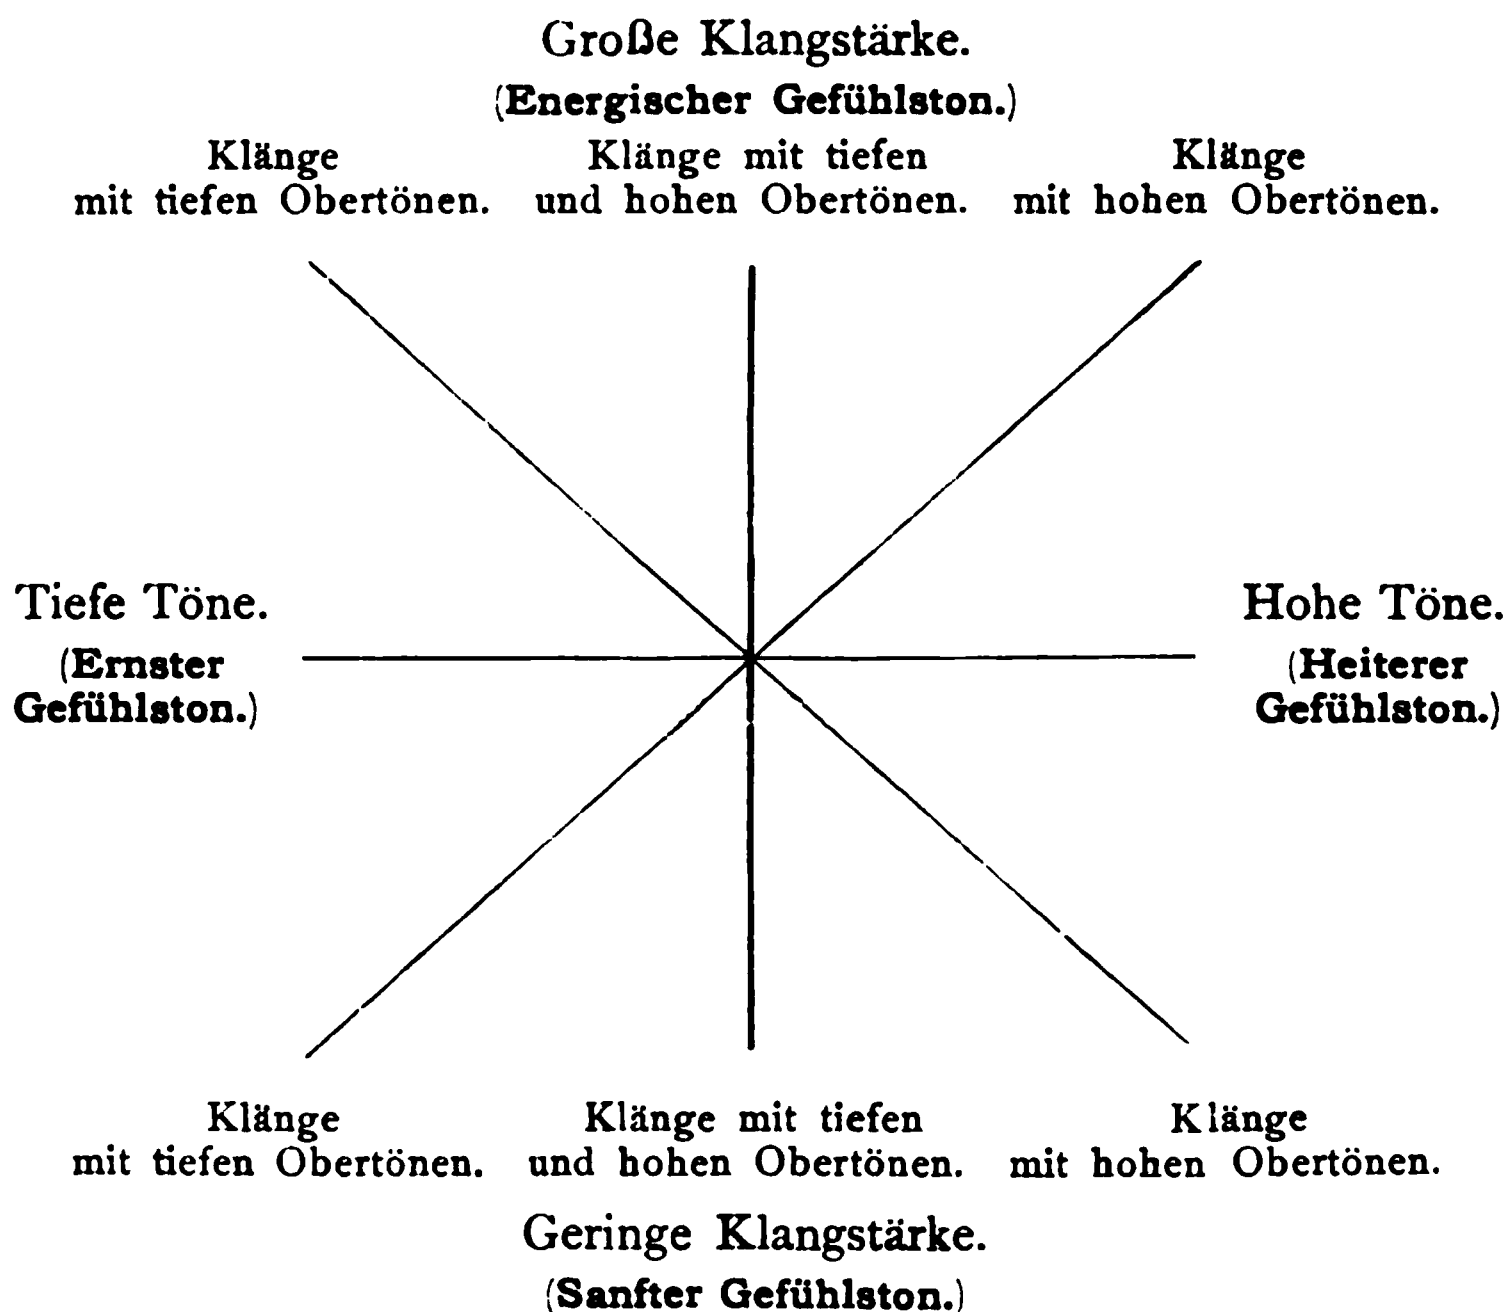 Große Klangstärke.
(Energischer Gefühlston.)
Klänge
mit tiefen Obertönen.
Klänge mit tiefen
und hohen Obertönen.
Klänge
mit hohen Obertönen.
Tiefe Töne.
(Ernster
Gefühlston.)
Hohe Töne.
(Heiterer
Gefühlston.)
Klänge
mit tiefen Obertönen.
Klänge mit tiefen
und hohen Obertönen.
Klänge
mit hohen Obertönen.
Geringe Klangstärke.
(Sanfter Gefühlston.)